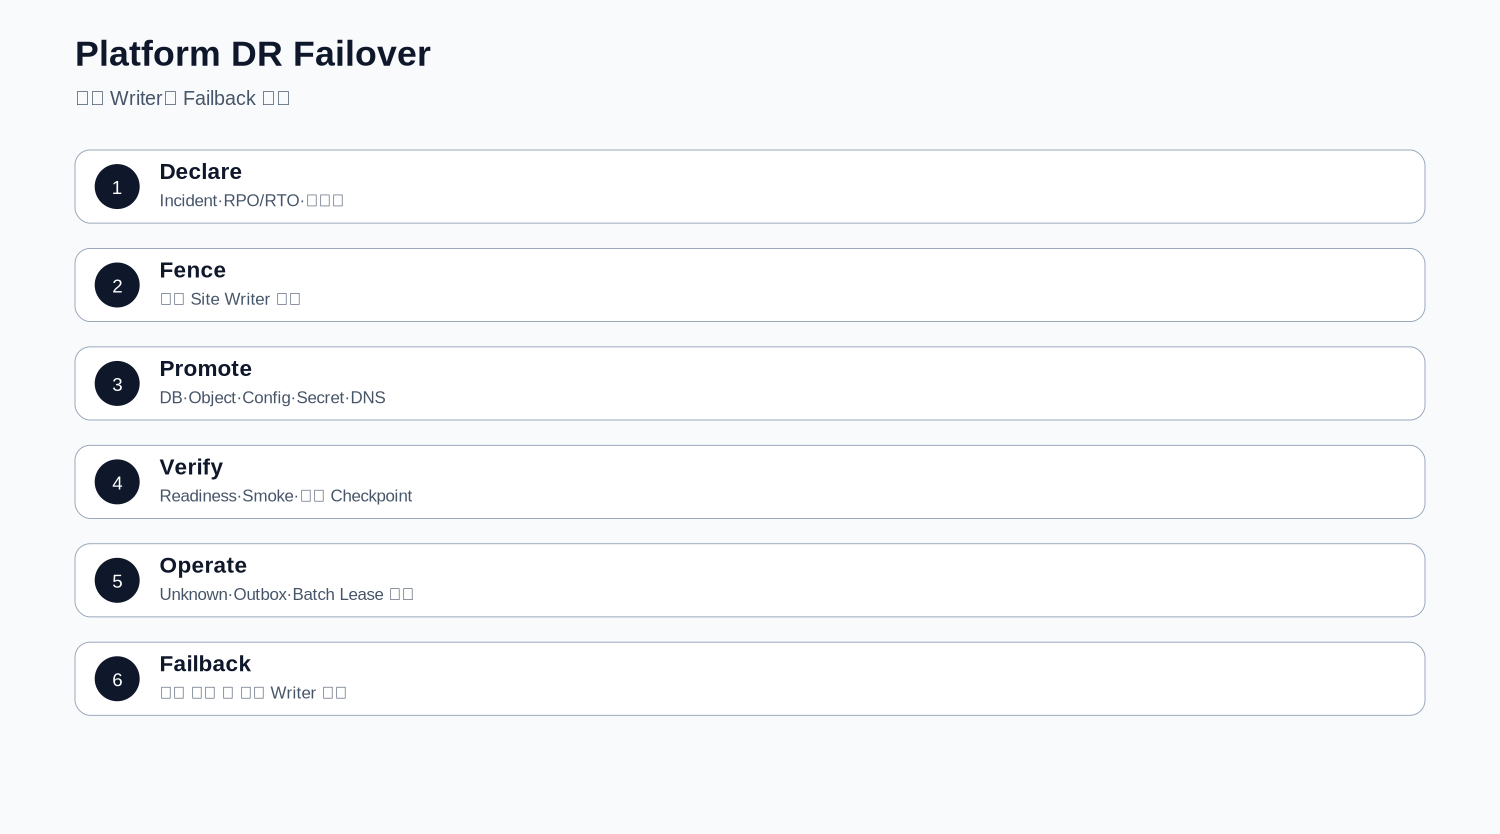 Platform DR Failover
Writer Failback
1
Declare
Incident·RPO/RTO·
2
Fence
Site Writer
3
Promote
DB·Object·Config·Secret·DNS
4
Verify
Readiness·Smoke· Checkpoint
5
Operate
Unknown·Outbox·Batch Lease
6
Failback
Writer